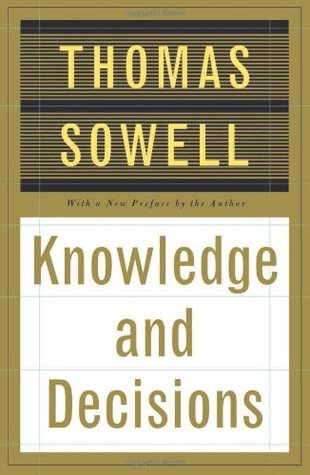 THOMAS
SOWELL
With a New Preface by the Author
Knowledge
and
Decisions